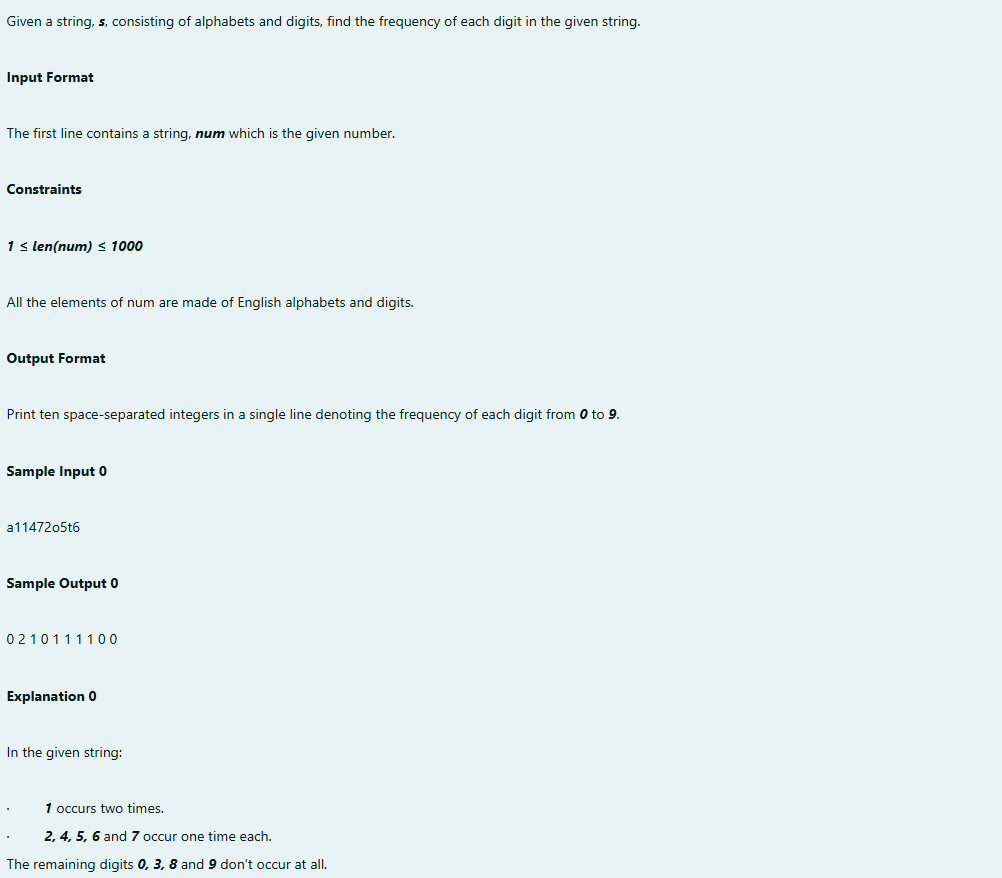 Given a string, s, consisting of alphabets and digits, find the frequency of each digit in the given string.
Input Format
The first line contains a string, num which is the given number.
Constraints
1 ≤ len(num) ≤ 1000
All the elements of num are made of English alphabets and digits.
Output Format
Print ten space-separated integers in a single line denoting the frequency of each digit from 0 to 9.
Sample Input 0
a11472o5t6
Sample Output 0
0 2 1 0 1 1 1 1 0 0
Explanation 0
In the given string:
· 1 occurs two times.
· 2, 4, 5, 6 and 7 occur one time each.
The remaining digits 0, 3, 8 and 9 don't occur at all.